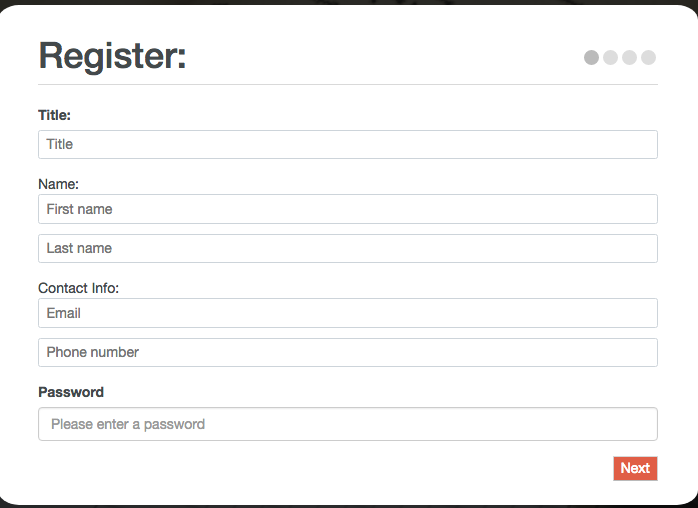 Register:
Title:
Title
Name:
First name
Last name
Contact Info:
Email
Phone number
Password
Please enter a password
Next